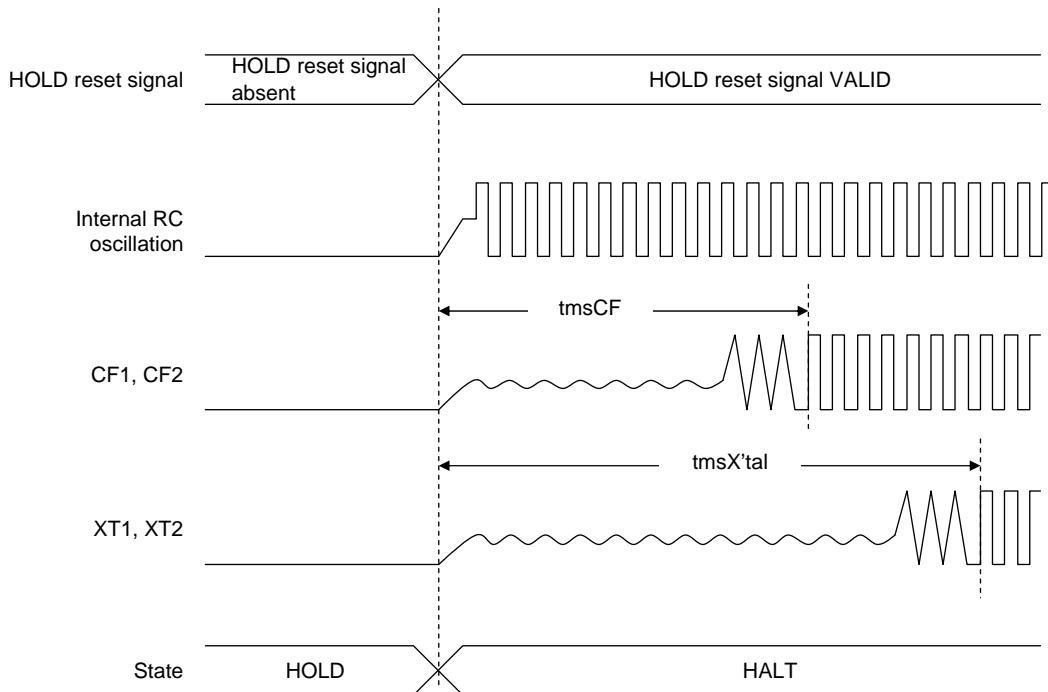 HOLD reset signal
HOLD reset signal
absent
HOLD reset signal VALID
Internal RC
oscillation
tmsCF
CF1, CF2
tmsX’tal
XT1, XT2
State
HOLD
HALT